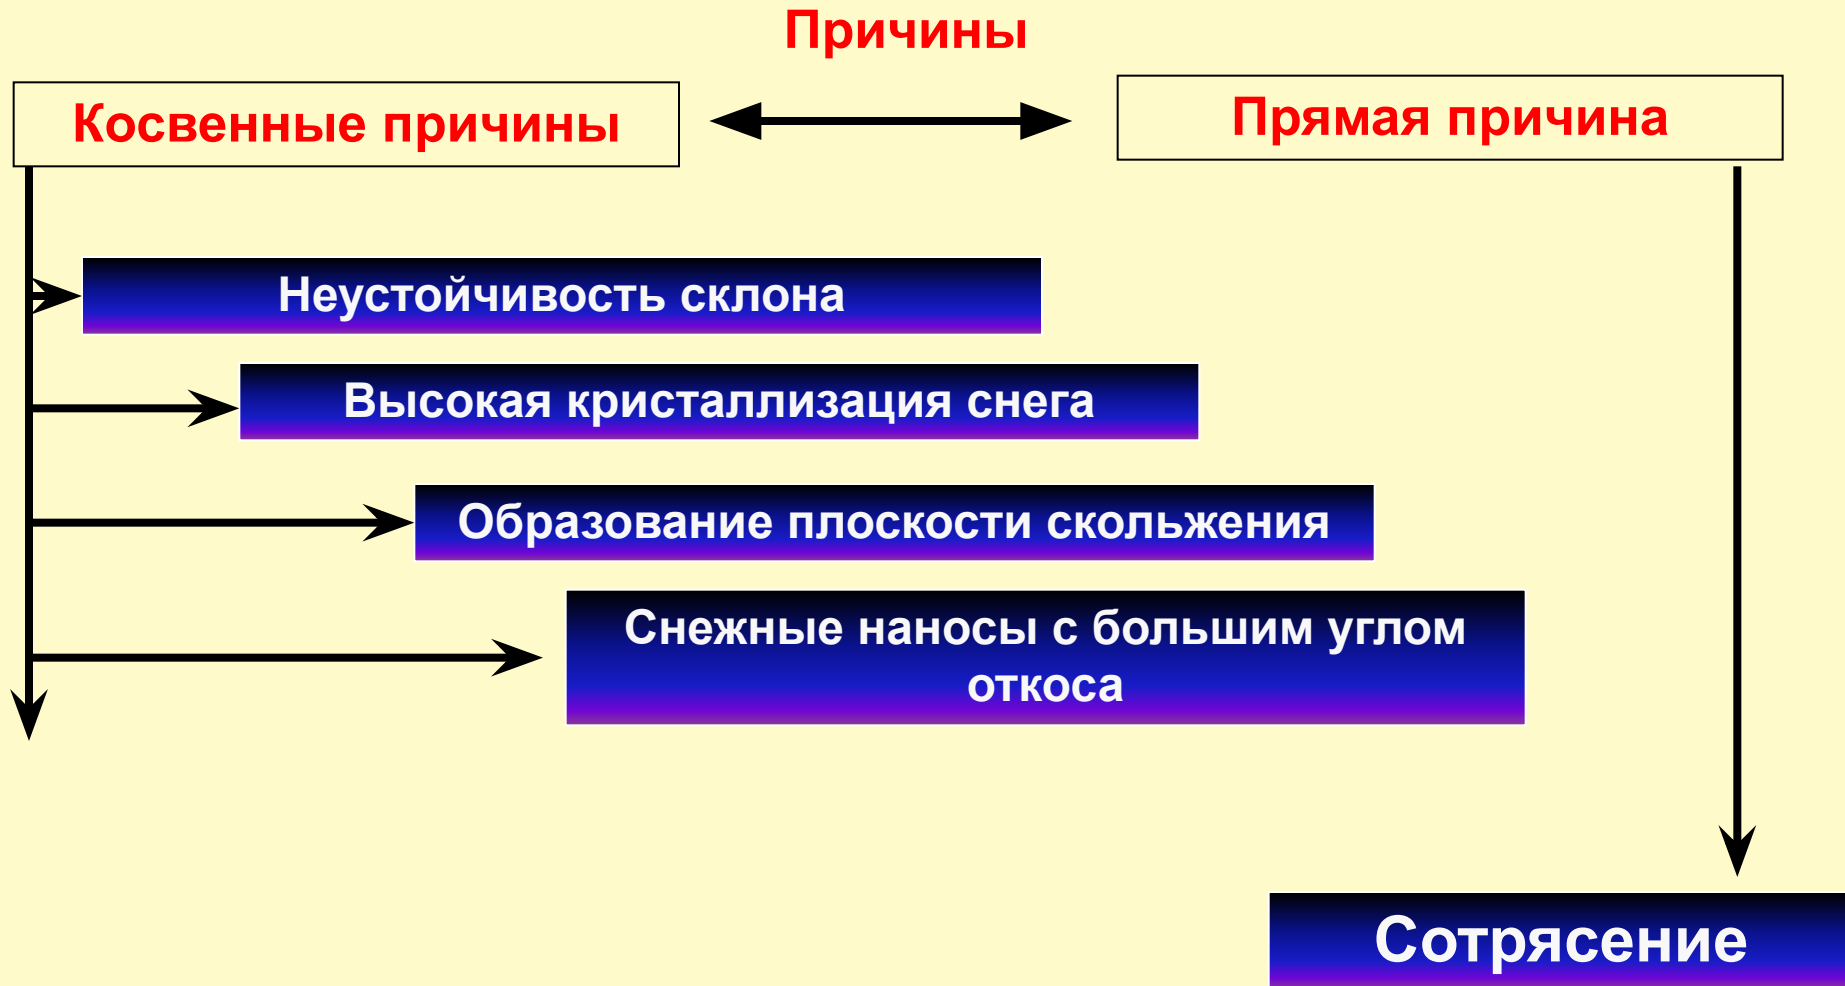 Причины
Косвенные причины
Прямая причина
Неустойчивость склона
Высокая кристаллизация снега
Образование плоскости скольжения
Снежные наносы с большим углом
откоса
Сотрясение